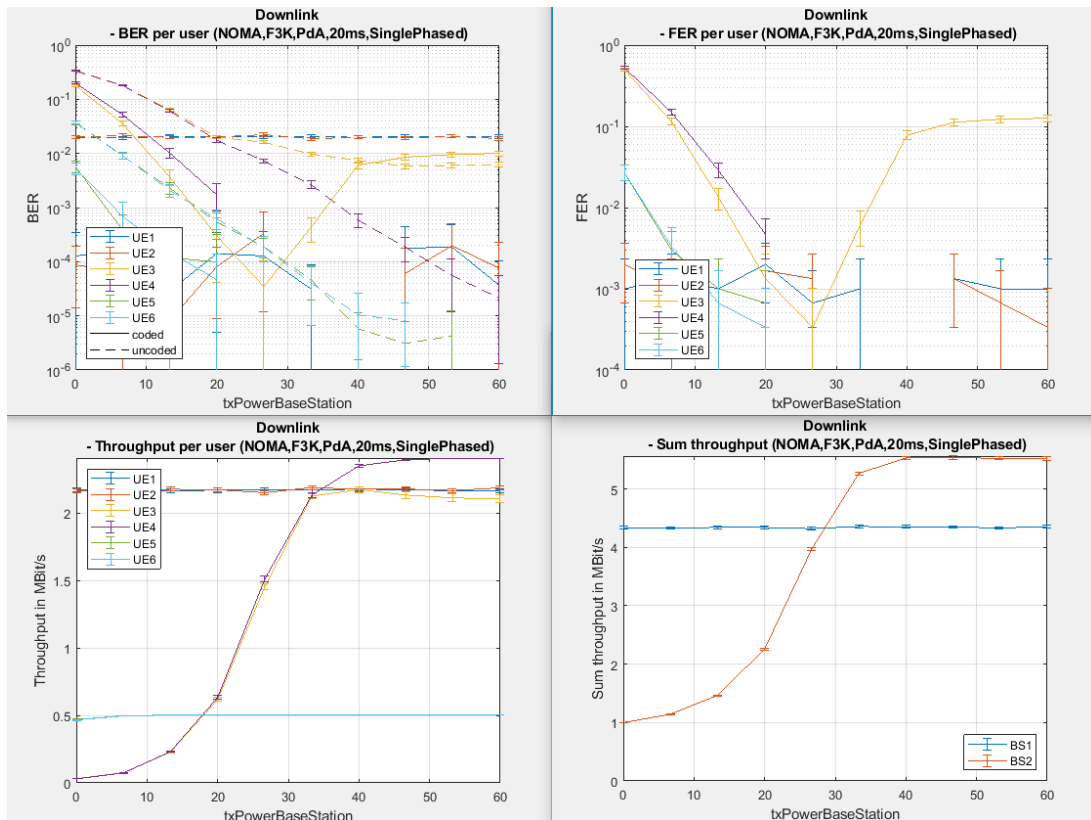 Downlink
- BER per user (NOMA,F3K,PdA,20ms,SinglePhased)
10^0
10^-1
10^-2
10^-3
10^-4
10^-5
10^-6
BER
UE1
UE2
UE3
UE4
UE5
UE6
coded
uncoded
0 10 20 30 40 50 60
txPowerBaseStation
Downlink
- FER per user (NOMA,F3K,PdA,20ms,SinglePhased)
10^0
10^-1
10^-2
10^-3
10^-4
FER
UE1
UE2
UE3
UE4
UE5
UE6
0 10 20 30 40 50 60
txPowerBaseStation
Downlink
- Throughput per user (NOMA,F3K,PdA,20ms,SinglePhased)
UE1
UE2
UE3
UE4
UE5
UE6
2
1.5
1
0.5
0
Throughput in MBit/s
0 10 20 30 40 50 60
txPowerBaseStation
Downlink
- Sum throughput (NOMA,F3K,PdA,20ms,SinglePhased)
5
4
3
2
1
0
Sum throughput in MBit/s
BS1
BS2
0 10 20 30 40 50 60
txPowerBaseStation